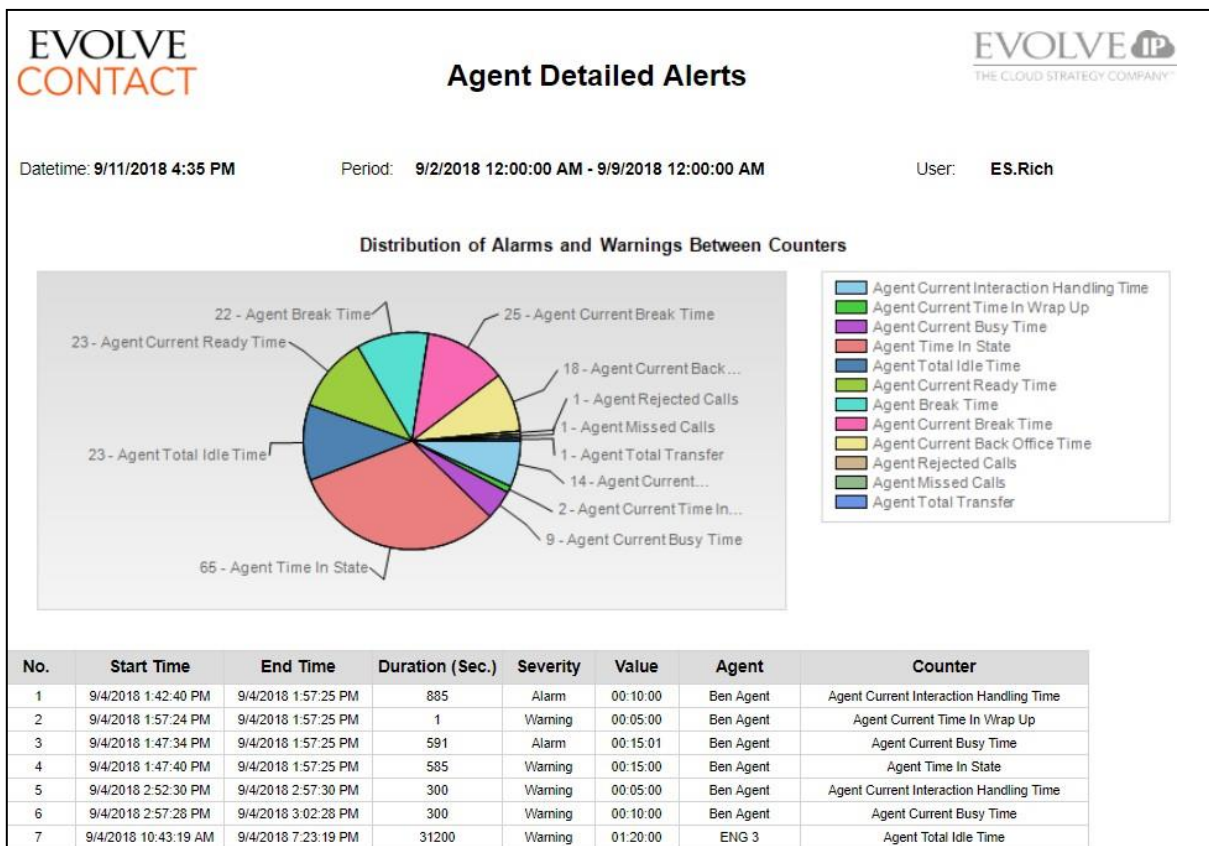 EVOLVE
CONTACT
Agent Detailed Alerts
EVOLVE IP
THE CLOUD STRATEGY COMPANY™
Datetime: 9/11/2018 4:35 PM Period: 9/2/2018 12:00:00 AM - 9/9/2018 12:00:00 AM User: ES.Rich
Distribution of Alarms and Warnings Between Counters
22 - Agent Break Time
23 - Agent Current Ready Time
23 - Agent Total Idle Time
65 - Agent Time In State
25 - Agent Current Break Time
18 - Agent Current Back ...
1 - Agent Rejected Calls
1 - Agent Missed Calls
1 - Agent Total Transfer
14 - Agent Current...
2 - Agent Current Time In...
9 - Agent Current Busy Time
Agent Current Interaction Handling Time
Agent Current Time In Wrap Up
Agent Current Busy Time
Agent Time In State
Agent Total Idle Time
Agent Current Ready Time
Agent Break Time
Agent Current Break Time
Agent Current Back Office Time
Agent Rejected Calls
Agent Missed Calls
Agent Total Transfer
No. Start Time End Time Duration (Sec.) Severity Value Agent Counter
1 9/4/2018 1:42:40 PM 9/4/2018 1:57:25 PM 885 Alarm 00:10:00 Ben Agent Agent Current Interaction Handling Time
2 9/4/2018 1:57:24 PM 9/4/2018 1:57:25 PM 1 Warning 00:05:00 Ben Agent Agent Current Time In Wrap Up
3 9/4/2018 1:47:34 PM 9/4/2018 1:57:25 PM 591 Alarm 00:15:01 Ben Agent Agent Current Busy Time
4 9/4/2018 1:47:40 PM 9/4/2018 1:57:25 PM 585 Warning 00:15:00 Ben Agent Agent Time In State
5 9/4/2018 2:52:30 PM 9/4/2018 2:57:30 PM 300 Warning 00:05:00 Ben Agent Agent Current Interaction Handling Time
6 9/4/2018 2:57:28 PM 9/4/2018 3:02:28 PM 300 Warning 00:10:00 Ben Agent Agent Current Busy Time
7 9/4/2018 10:43:19 AM 9/4/2018 7:23:19 PM 31200 Warning 01:20:00 ENG 3 Agent Total Idle Time